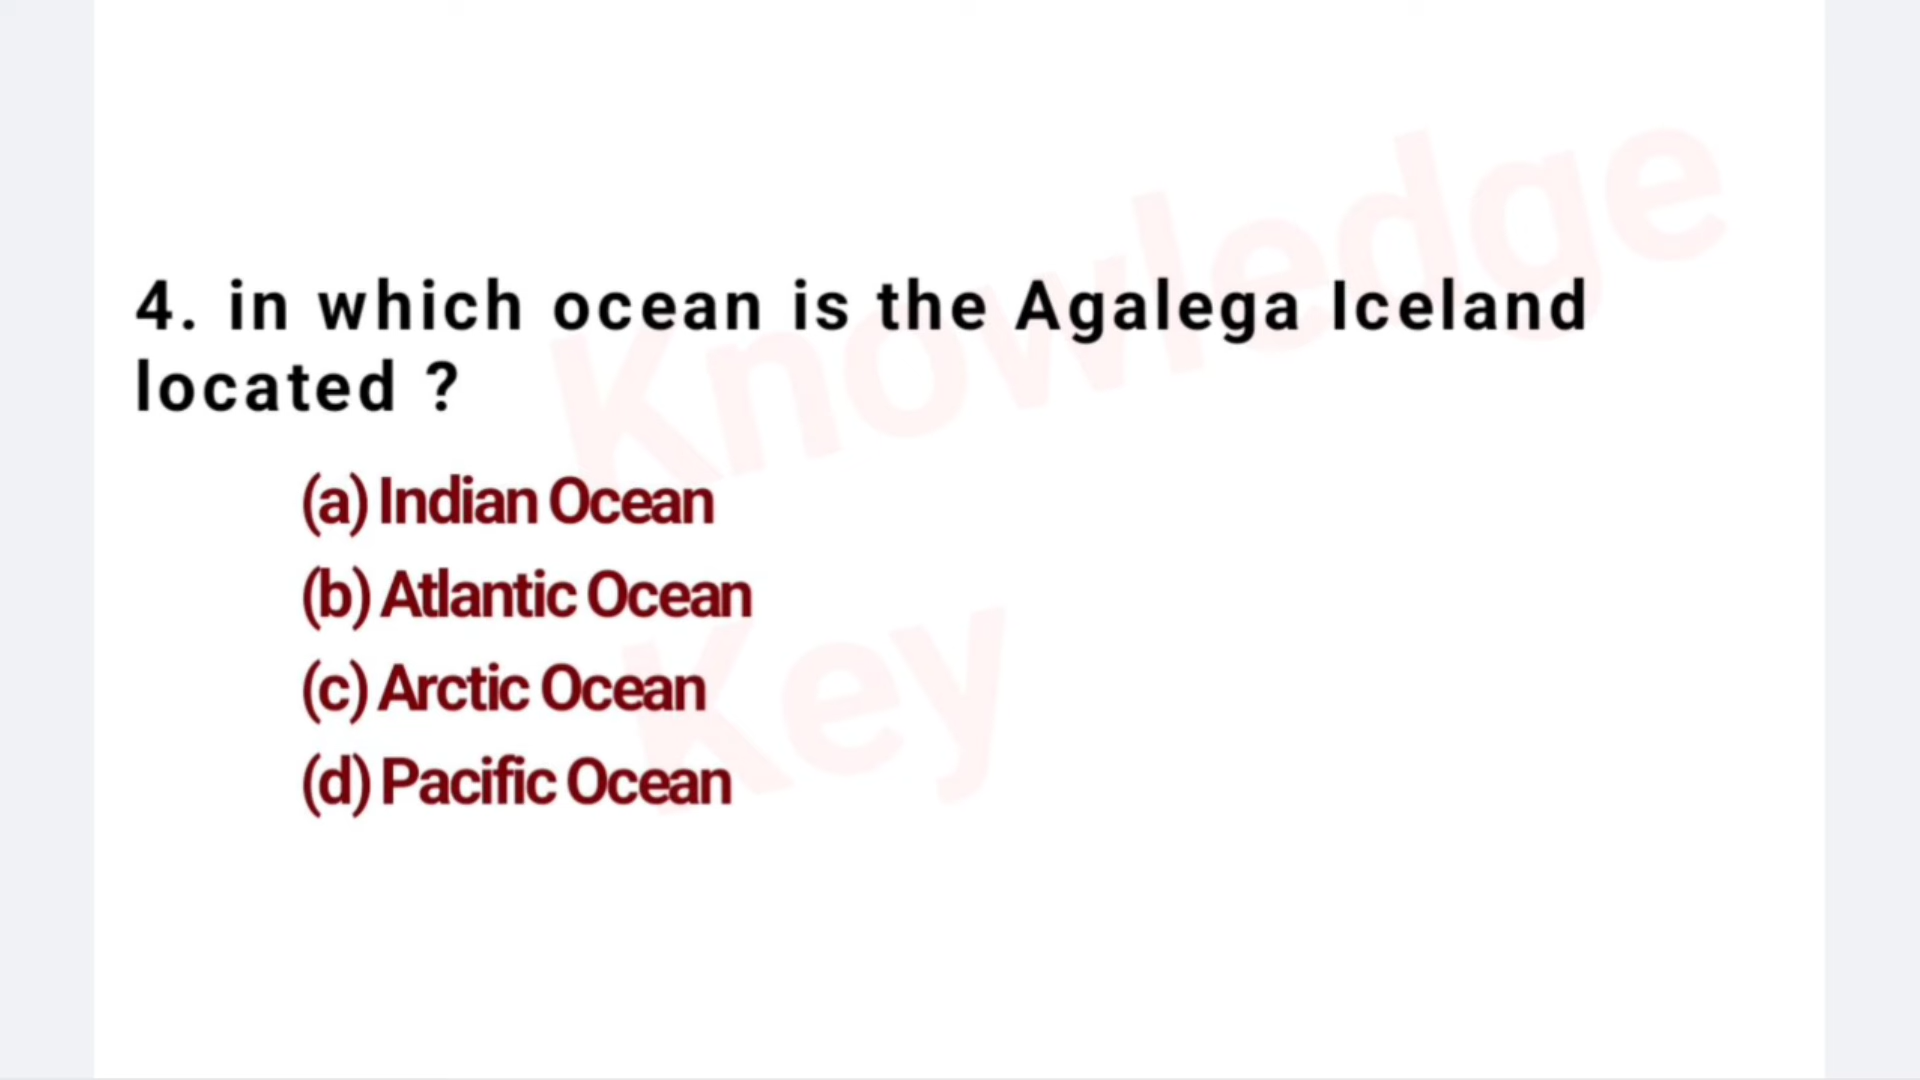 Knowledge
4. in which ocean is the Agalega Iceland
located ?
(a) Indian Ocean
(b) Atlantic Ocean
Key
(c) Arctic Ocean
(d) Pacific Ocean